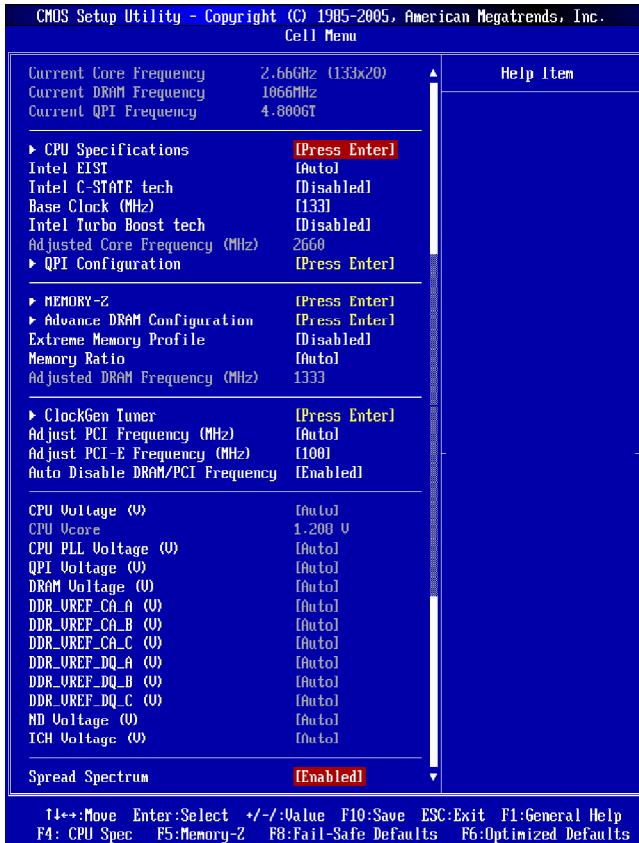 CMOS Setup Utility - Copyright (C) 1985-2005, American Megatrends, Inc.
Cell Menu
Current Core Frequency 2.66GHz (133x20)
Help Item
Current DRAM Frequency 1066MHz
Current QPI Frequency 4.800GT
▶ CPU Specifications [Press Enter]
Intel EIST [Auto]
Intel C-STATE tech [Disabled]
Base Clock (MHz) [133]
Intel Turbo Boost tech [Disabled]
Adjusted Core Frequency (MHz) 2660
▶ QPI Configuration [Press Enter]
▶ MEMORY-Z [Press Enter]
▶ Advance DRAM Configuration [Press Enter]
Extreme Memory Profile [Disabled]
Memory Ratio [Auto]
Adjusted DRAM Frequency (MHz) 1333
▶ ClockGen Tuner [Press Enter]
Adjust PCI Frequency (MHz) [Auto]
Adjust PCI-E Frequency (MHz) [100]
Auto Disable DRAM/PCI Frequency [Enabled]
CPU Voltage (V) [Auto]
CPU Vcore 1.208 V
CPU PLL Voltage (V) [Auto]
QPI Voltage (V) [Auto]
DRAM Voltage (V) [Auto]
DDR_VREF_CA_A (V) [Auto]
DDR_VREF_CA_B (V) [Auto]
DDR_VREF_CA_C (V) [Auto]
DDR_VREF_DQ_A (V) [Auto]
DDR_VREF_DQ_B (V) [Auto]
DDR_VREF_DQ_C (V) [Auto]
ND Voltage (V) [Auto]
ICH Voltage (V) [Auto]
Spread Spectrum [Enabled]
↑↓←→:Move Enter:Select +/-/:Value F10:Save ESC:Exit F1:General Help
F4: CPU Spec F5:Memory-Z F8:Fail-Safe Defaults F6:Optimized Defaults